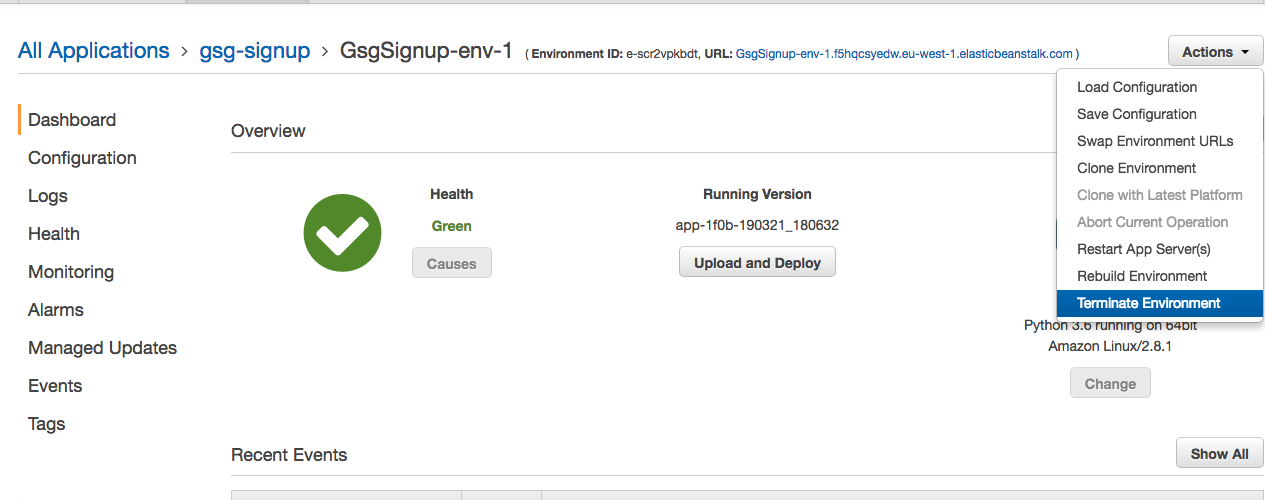 All Applications > gsg-signup > GsgSignup-env-1 ( Environment ID: e-scr2vpkbdt, URL: GsgSignup-env-1.f5hqcsyedw.eu-west-1.elasticbeanstalk.com )
Actions
Load Configuration
Save Configuration
Swap Environment URLs
Clone Environment
Clone with Latest Platform
Abort Current Operation
Restart App Server(s)
Rebuild Environment
Terminate Environment
Dashboard
Configuration
Logs
Health
Monitoring
Alarms
Managed Updates
Events
Tags
Overview
Health
Green
Causes
Running Version
app-1f0b-190321_180632
Upload and Deploy
Python 3.6 running on 64bit
Amazon Linux/2.8.1
Change
Recent Events
Show All